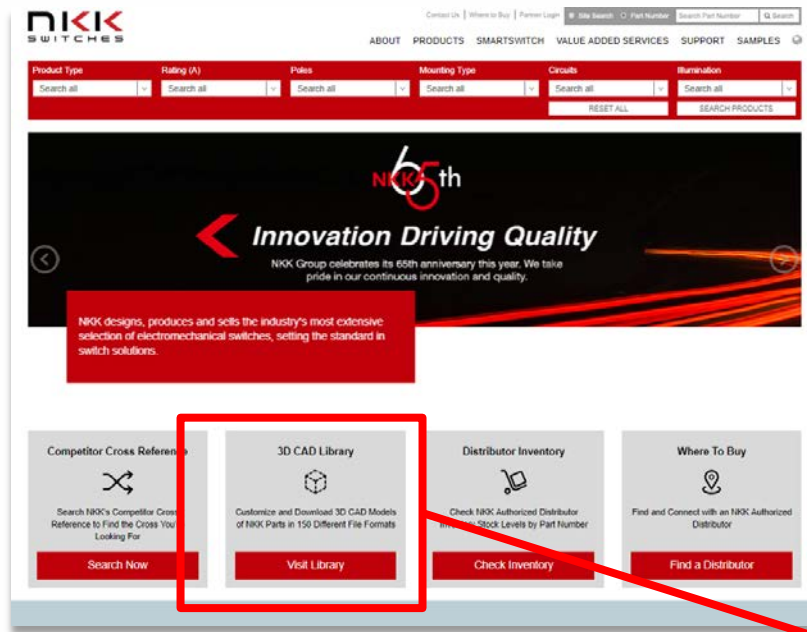 NKK
SWITCHES
Contact Us | Where to Buy | Partner Login Site Search Part Number Search Part Number Search
ABOUT PRODUCTS SMARTSWITCH VALUE ADDED SERVICES SUPPORT SAMPLES
Product Type Rating (A) Poles Mounting Type Circuits Illumination
Search all Search all Search all Search all Search all Search all
RESET ALL SEARCH PRODUCTS
NKK 65th
Innovation Driving Quality
NKK Group celebrates its 65th anniversary this year. We take
pride in our continuous innovation and quality.
NKK designs, produces and sells the industry's most extensive
selection of electromechanical switches, setting the standard in
switch solutions.
Competitor Cross Reference 3D CAD Library Distributor Inventory Where To Buy
Search NKK's Competitor Cross Customize and Download 3D CAD Models Check NKK Authorized Distributor Find and Connect with an NKK Authorized
Reference to Find the Cross You're of NKK Parts in 150 Different File Formats Inventory Stock Levels by Part Number Distributor
Looking For
Search Now Visit Library Check Inventory Find a Distributor